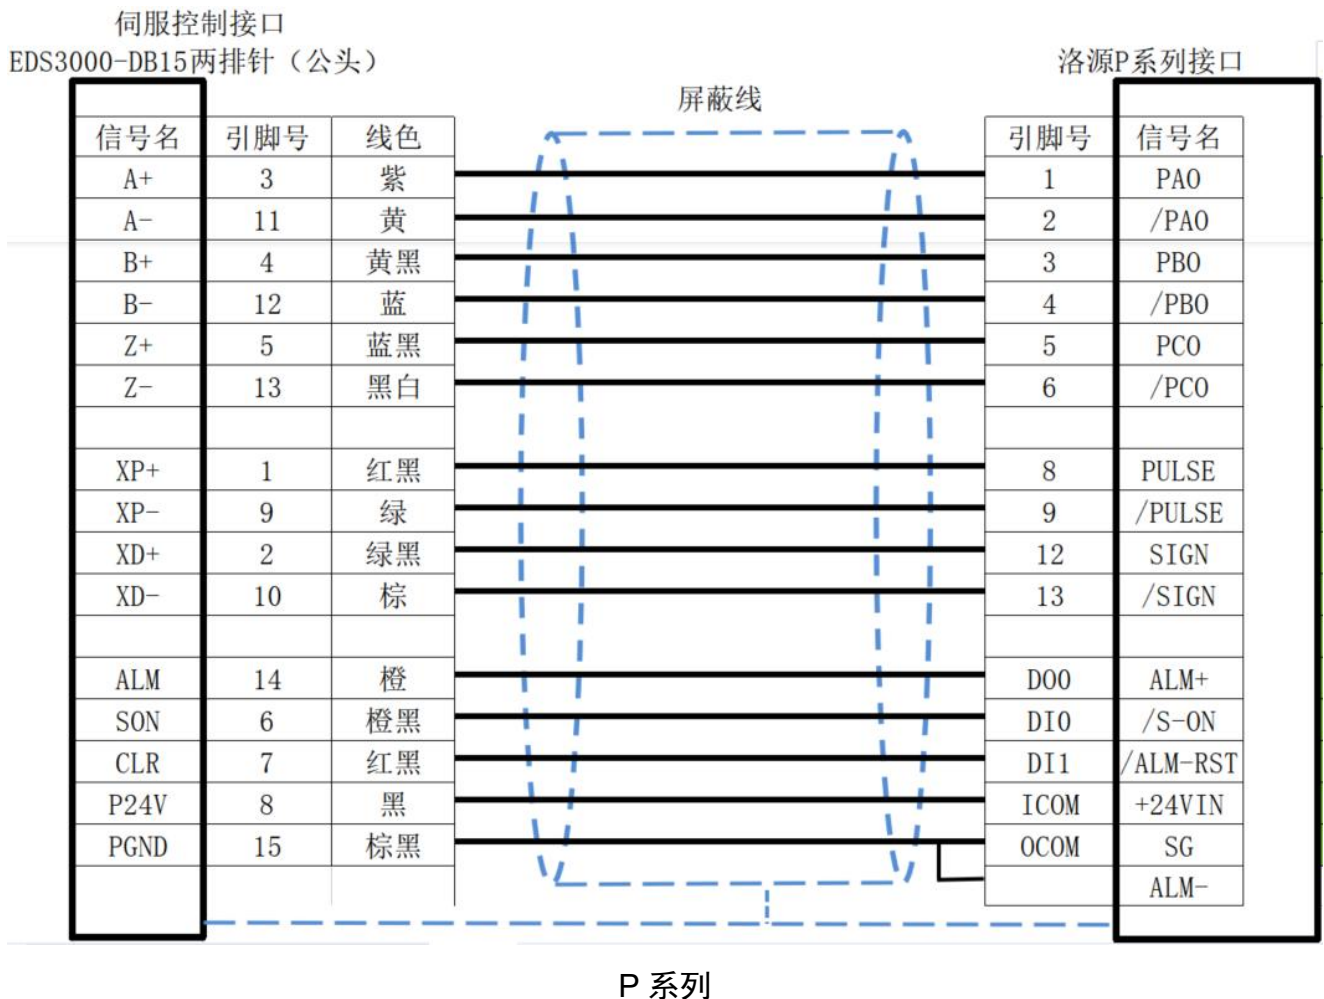 伺服控制接口
EDS3000-DB15两排针（公头）
洛源P系列接口
屏蔽线
信号名 引脚号 线色 引脚号 信号名
A+ 3 紫 1 PAO
A- 11 黄 2 /PAO
B+ 4 黄黑 3 PBO
B- 12 蓝 4 /PBO
Z+ 5 蓝黑 5 PCO
Z- 13 黑白 6 /PCO
XP+ 1 红黑 8 PULSE
XP- 9 绿 9 /PULSE
XD+ 2 绿黑 12 SIGN
XD- 10 棕 13 /SIGN
ALM 14 橙 DO0 ALM+
SON 6 橙黑 DI0 /S-ON
CLR 7 红黑 DI1 /ALM-RST
P24V 8 黑 ICOM +24VIN
PGND 15 棕黑 OCOM SG
ALM-
P 系列